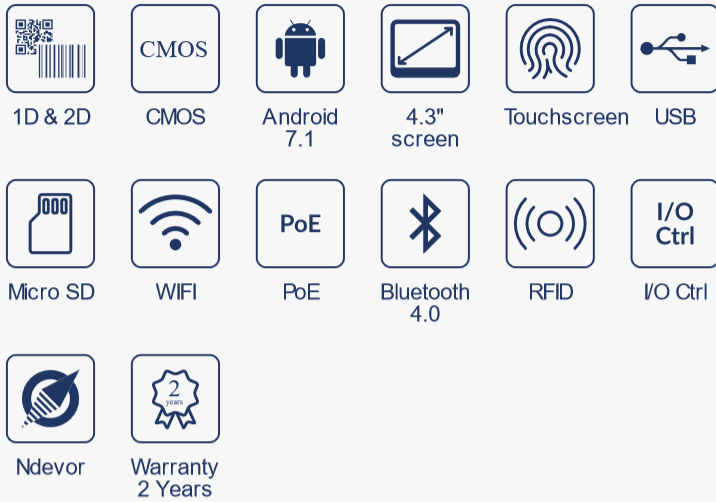 CMOS
1D & 2D
CMOS
Android
7.1
4.3"
screen
Touchscreen
USB
PoE
I/O
Ctrl
Micro SD
WIFI
PoE
Bluetooth
4.0
RFID
I/O Ctrl
2
years
Ndevor
Warranty
2 Years